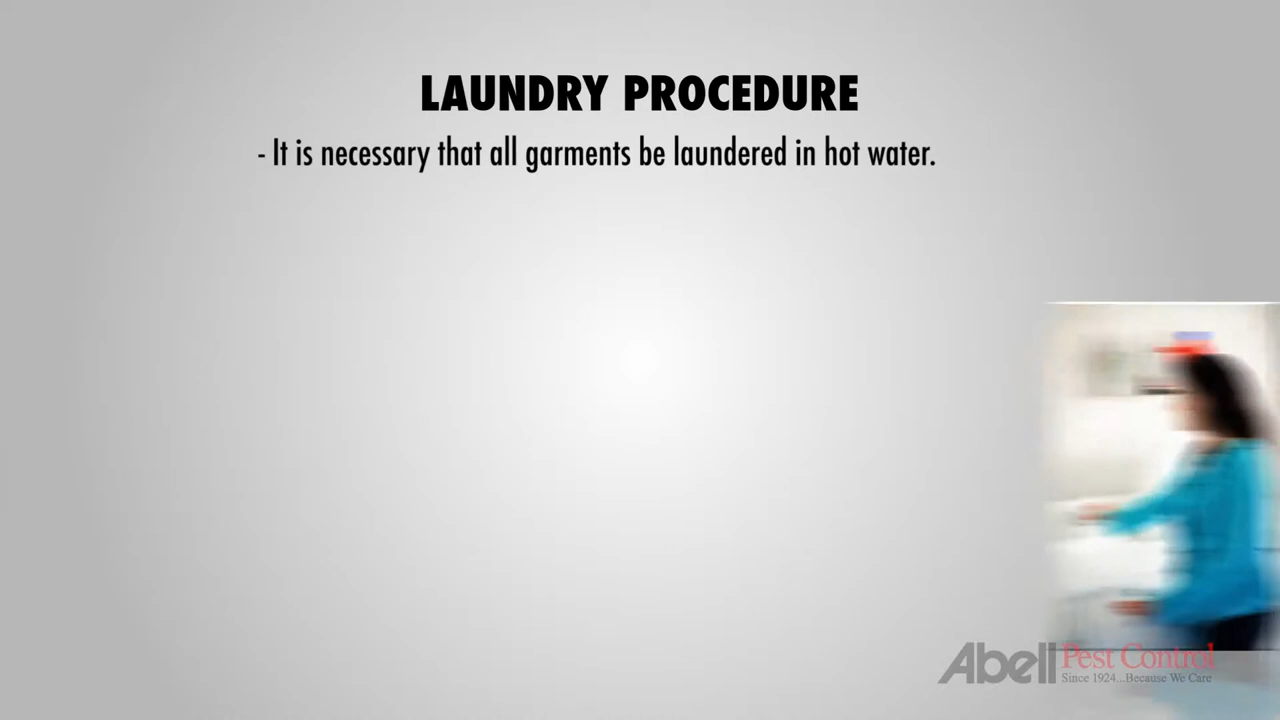 LAUNDRY PROCEDURE
- It is necessary that all garments be laundered in hot water.
Abell Pest Control
Since 1924...Because We Care